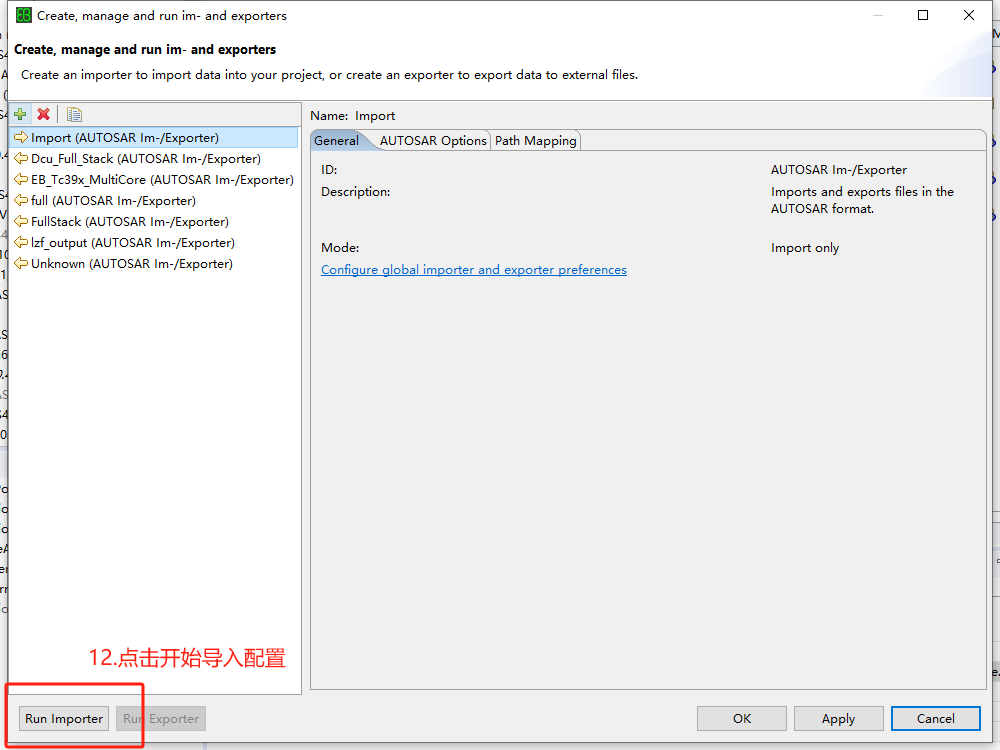 Create, manage and run im- and exporters
Create, manage and run im- and exporters
Create an importer to import data into your project, or create an exporter to export data to external files.
Import (AUTOSAR Im-/Exporter)
Dcu_Full_Stack (AUTOSAR Im-/Exporter)
EB_Tc39x_MultiCore (AUTOSAR Im-/Exporter)
full (AUTOSAR Im-/Exporter)
FullStack (AUTOSAR Im-/Exporter)
lzf_output (AUTOSAR Im-/Exporter)
Unknown (AUTOSAR Im-/Exporter)
Name: Import
General AUTOSAR Options Path Mapping
ID: AUTOSAR Im-/Exporter
Description: Imports and exports files in the
AUTOSAR format.
Mode: Import only
Configure global importer and exporter preferences
12.点击开始导入配置
Run Importer Run Exporter OK Apply Cancel